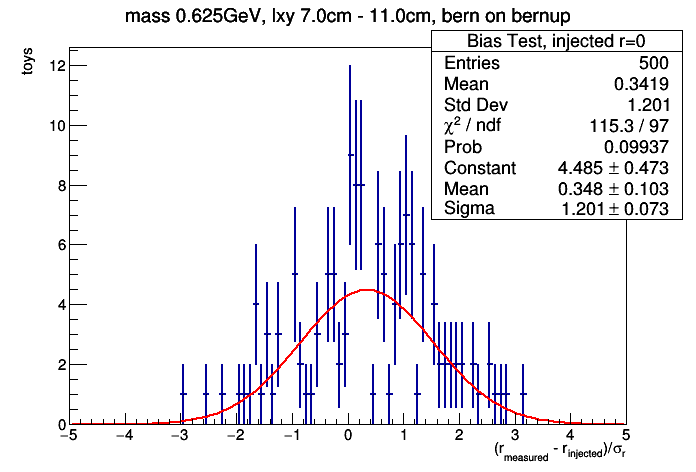 mass 0.625GeV, lxy 7.0cm - 11.0cm, bern on bernup
Bias Test, injected r=0
Entries 500
Mean 0.3419
Std Dev 1.201
χ² / ndf 115.3 / 97
Prob 0.09937
Constant 4.485 ± 0.473
Mean 0.348 ± 0.103
Sigma 1.201 ± 0.073
toys
12
10
8
6
4
2
0
−5 −4 −3 −2 −1 0 1 2 3 4 5
(r_measured - r_injected)/σ_r